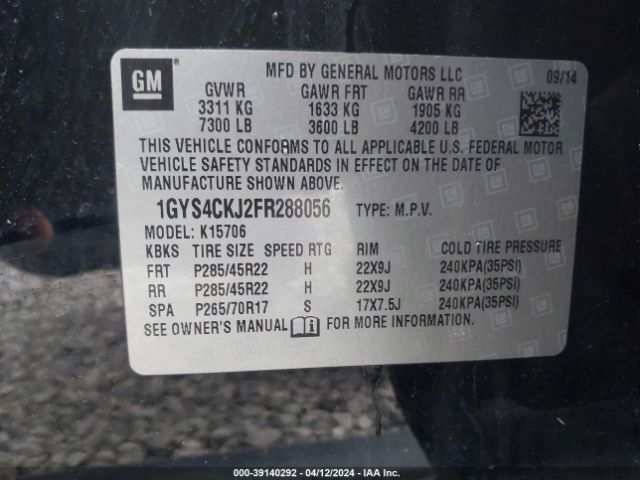 GM ® MFD BY GENERAL MOTORS LLC 09/14
GVWR GAWR FRT GAWR RR
3311 KG 1633 KG 1905 KG
7300 LB 3600 LB 4200 LB
THIS VEHICLE CONFORMS TO ALL APPLICABLE U.S. FEDERAL MOTOR
VEHICLE SAFETY STANDARDS IN EFFECT ON THE DATE OF
MANUFACTURE SHOWN ABOVE.
1GYS4CKJ2FR288056 TYPE: M.P.V.
MODEL: K15706
KBKS TIRE SIZE SPEED RTG RIM COLD TIRE PRESSURE
FRT P285/45R22 H 22X9J 240KPA(35PSI)
RR P285/45R22 H 22X9J 240KPA(35PSI)
SPA P265/70R17 S 17X7.5J 240KPA(35PSI)
SEE OWNER'S MANUAL FOR MORE INFORMATION.
000-39140292 - 04/12/2024 - IAA Inc.